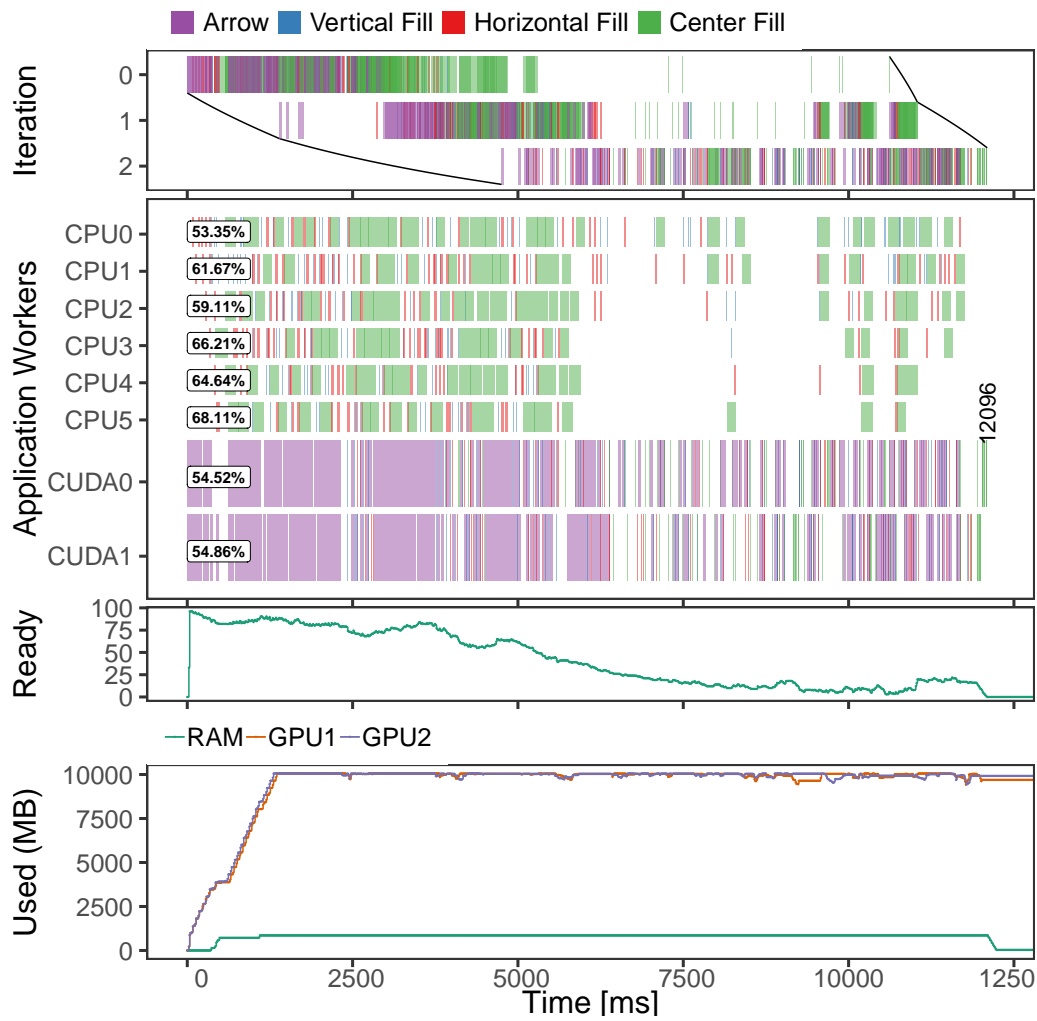 Arrow Vertical Fill Horizontal Fill Center Fill
Iteration
0
1
2
Application Workers
CPU0 53.35%
CPU1 61.67%
CPU2 59.11%
CPU3 66.21%
CPU4 64.64%
CPU5 68.11%
CUDA0 54.52%
CUDA1 54.86%
12096
Ready
100
75
50
25
0
RAM GPU1 GPU2
Used (MB)
10000
7500
5000
2500
0
0 2500 5000 7500 10000 1250
Time [ms]